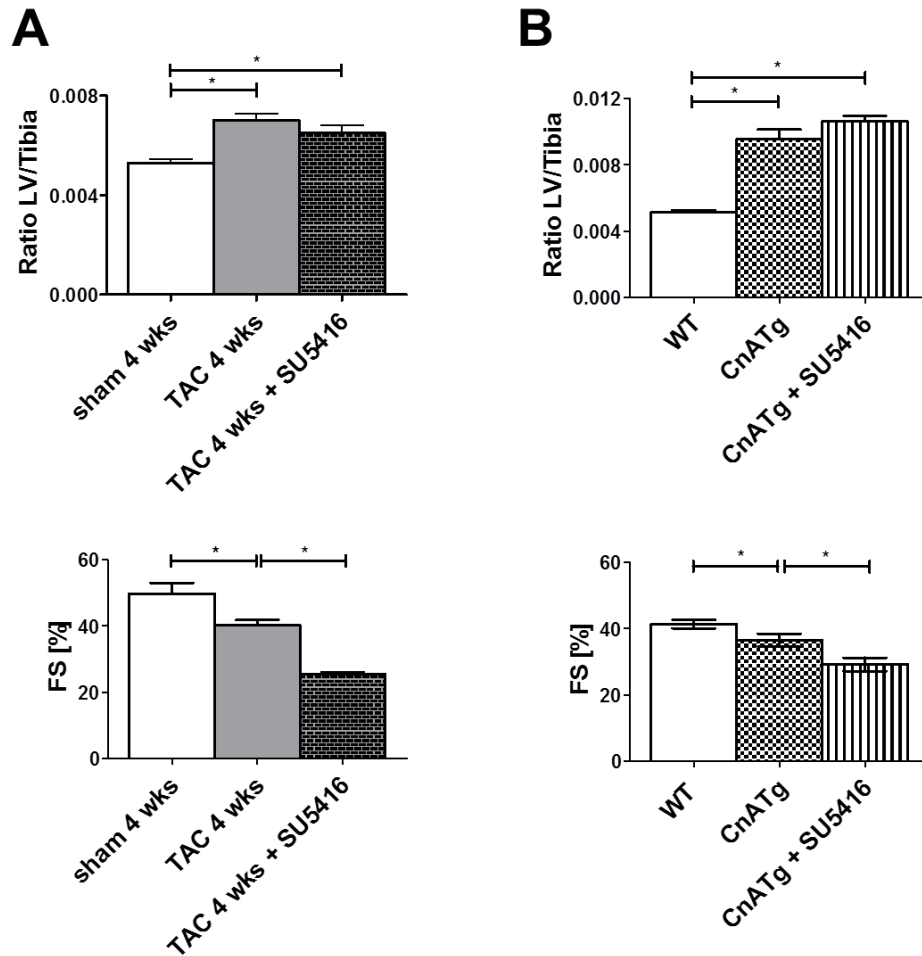 A
*
*
0.008
0.004
0.000
Ratio LV/Tibia
sham 4 wks
TAC 4 wks
TAC 4 wks + SU5416
B
*
*
0.012
0.008
0.004
0.000
Ratio LV/Tibia
WT
CnATg
CnATg + SU5416
*
*
60
40
20
0
FS [%]
sham 4 wks
TAC 4 wks
TAC 4 wks + SU5416
*
*
60
40
20
0
FS [%]
WT
CnATg
CnATg + SU5416